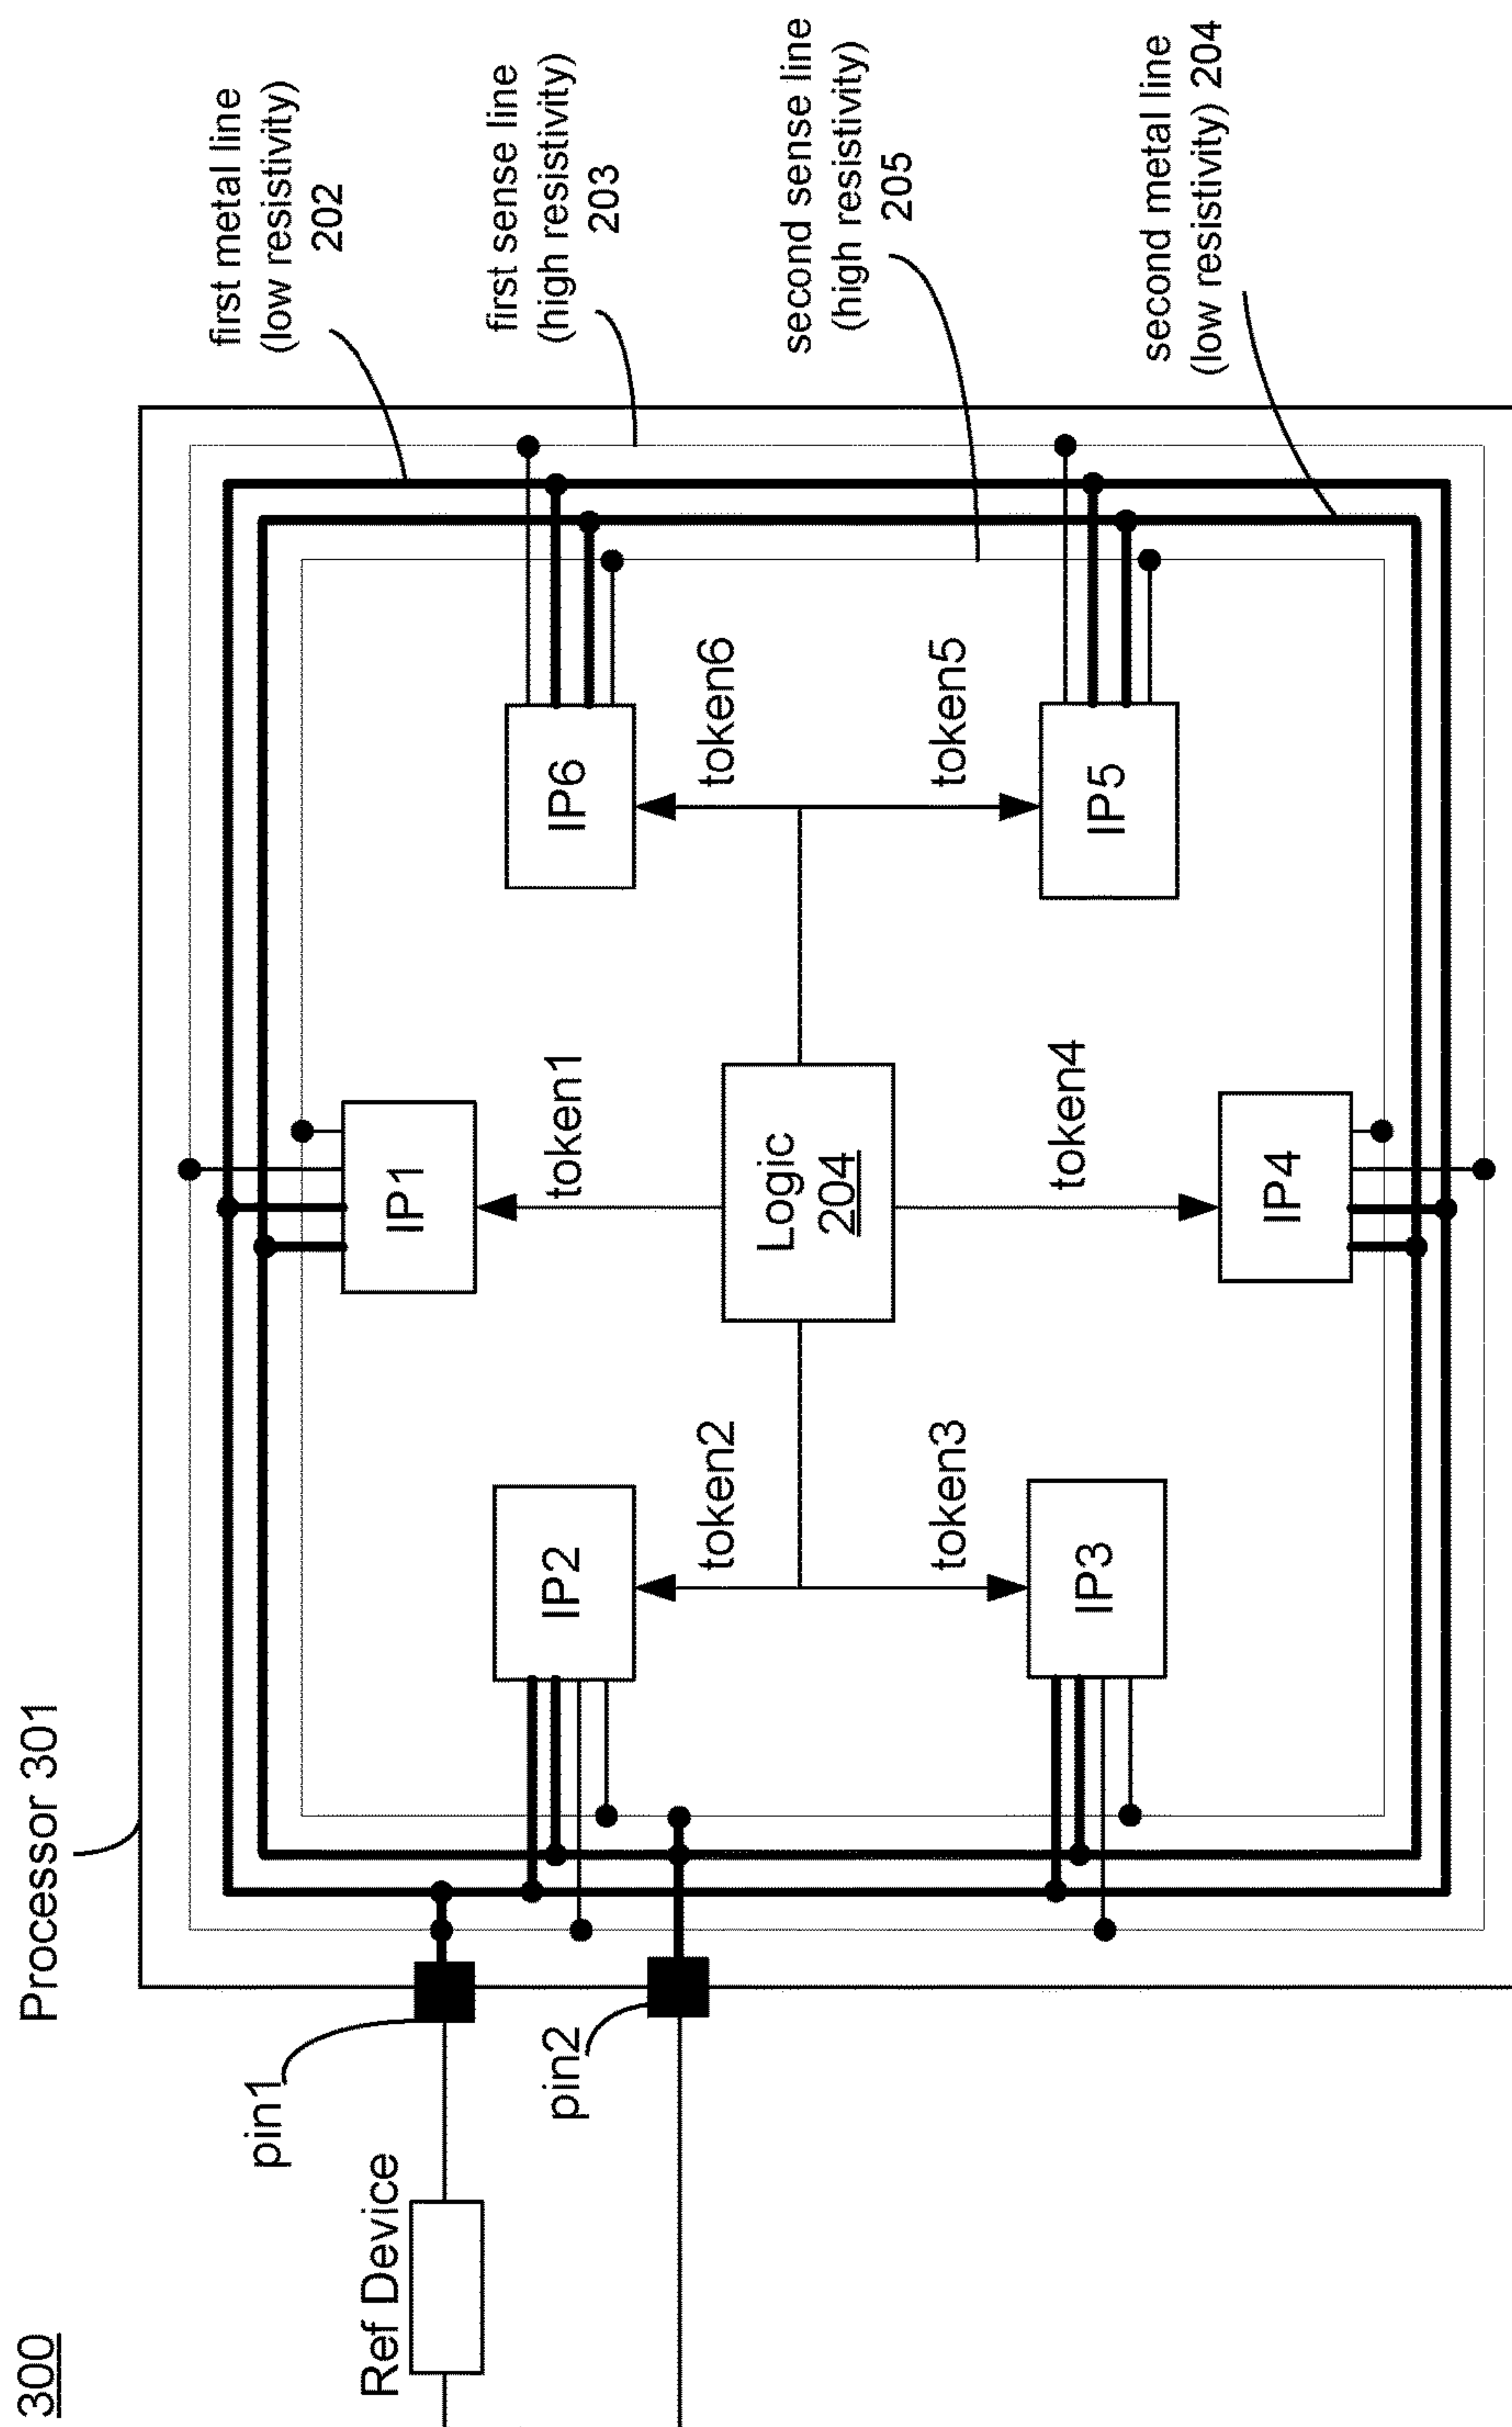 300
Processor 301
Ref Device
pin1
pin2
first metal line
(low resistivity)
202
first sense line
(high resistivity)
203
second sense line
(high resistivity)
205
second metal line
(low resistivity) 204
IP1
IP2
IP6
token1
token2
token6
Logic
204
token3
token4
token5
IP3
IP4
IP5